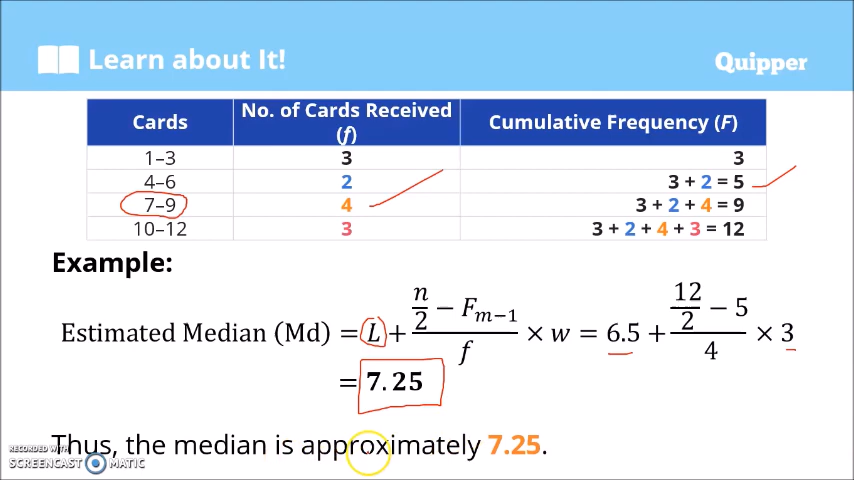 Learn about It!
Quipper
Cards No. of Cards Received (f) Cumulative Frequency (F)
1–3 3 3
4–6 2 3 + 2 = 5
7–9 4 3 + 2 + 4 = 9
10–12 3 3 + 2 + 4 + 3 = 12
Example:
Estimated Median (Md) = L + (n/2 − Fm−1)/f × w = 6.5 + (12/2 − 5)/4 × 3
= 7.25
Thus, the median is approximately 7.25.
RECORDED WITH
SCREENCAST MATIC